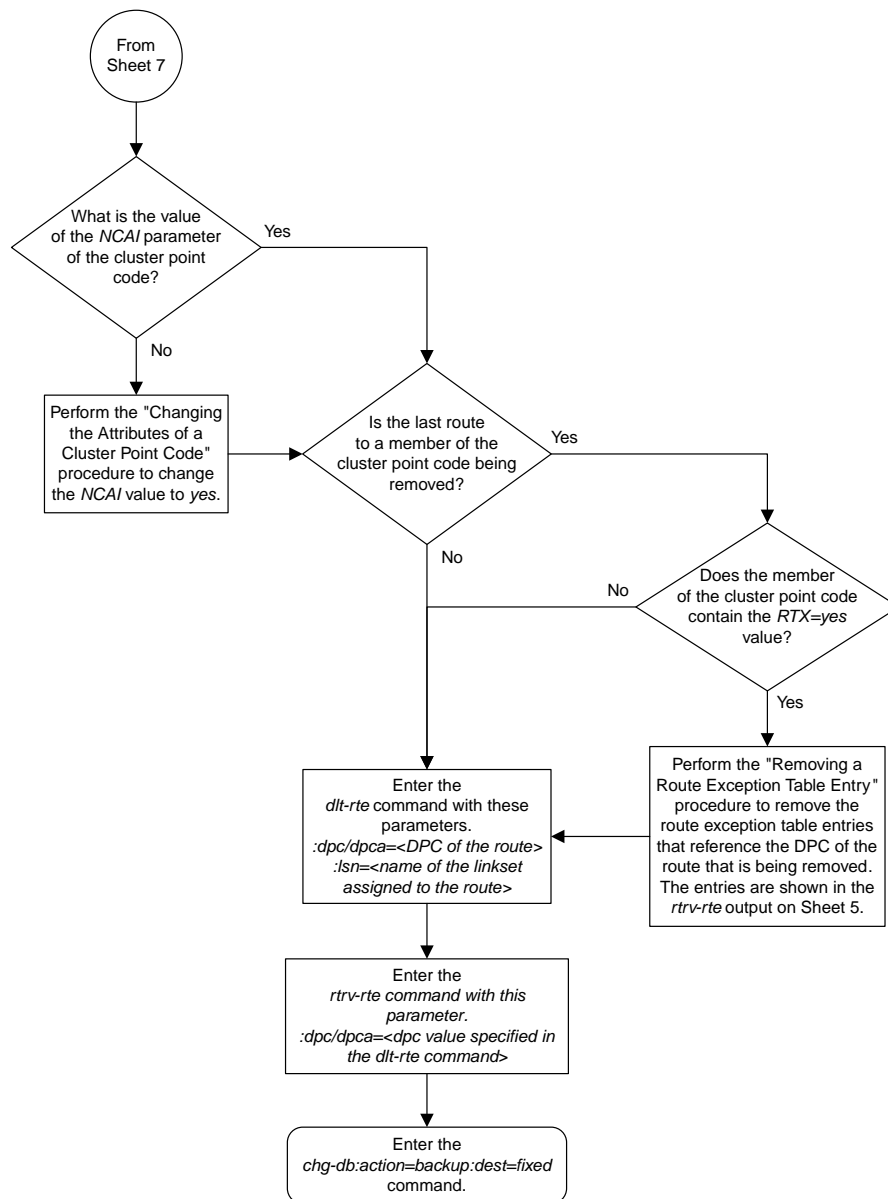 From
Sheet 7
What is the value
of the NCAI parameter
of the cluster point
code?
Yes
No
Perform the "Changing
the Attributes of a
Cluster Point Code"
procedure to change
the NCAI value to yes.
Is the last route
to a member of the
cluster point code being
removed?
Yes
No
Does the member
of the cluster point code
contain the RTX=yes
value?
No
Yes
Perform the "Removing a
Route Exception Table Entry"
procedure to remove the
route exception table entries
that reference the DPC of the
route that is being removed.
The entries are shown in the
rtrv-rte output on Sheet 5.
Enter the
dlt-rte command with these
parameters.
:dpc/dpca=<DPC of the route>
:lsn=<name of the linkset
assigned to the route>
Enter the
rtrv-rte command with this
parameter.
:dpc/dpca=<dpc value specified in
the dlt-rte command>
Enter the
chg-db:action=backup:dest=fixed
command.